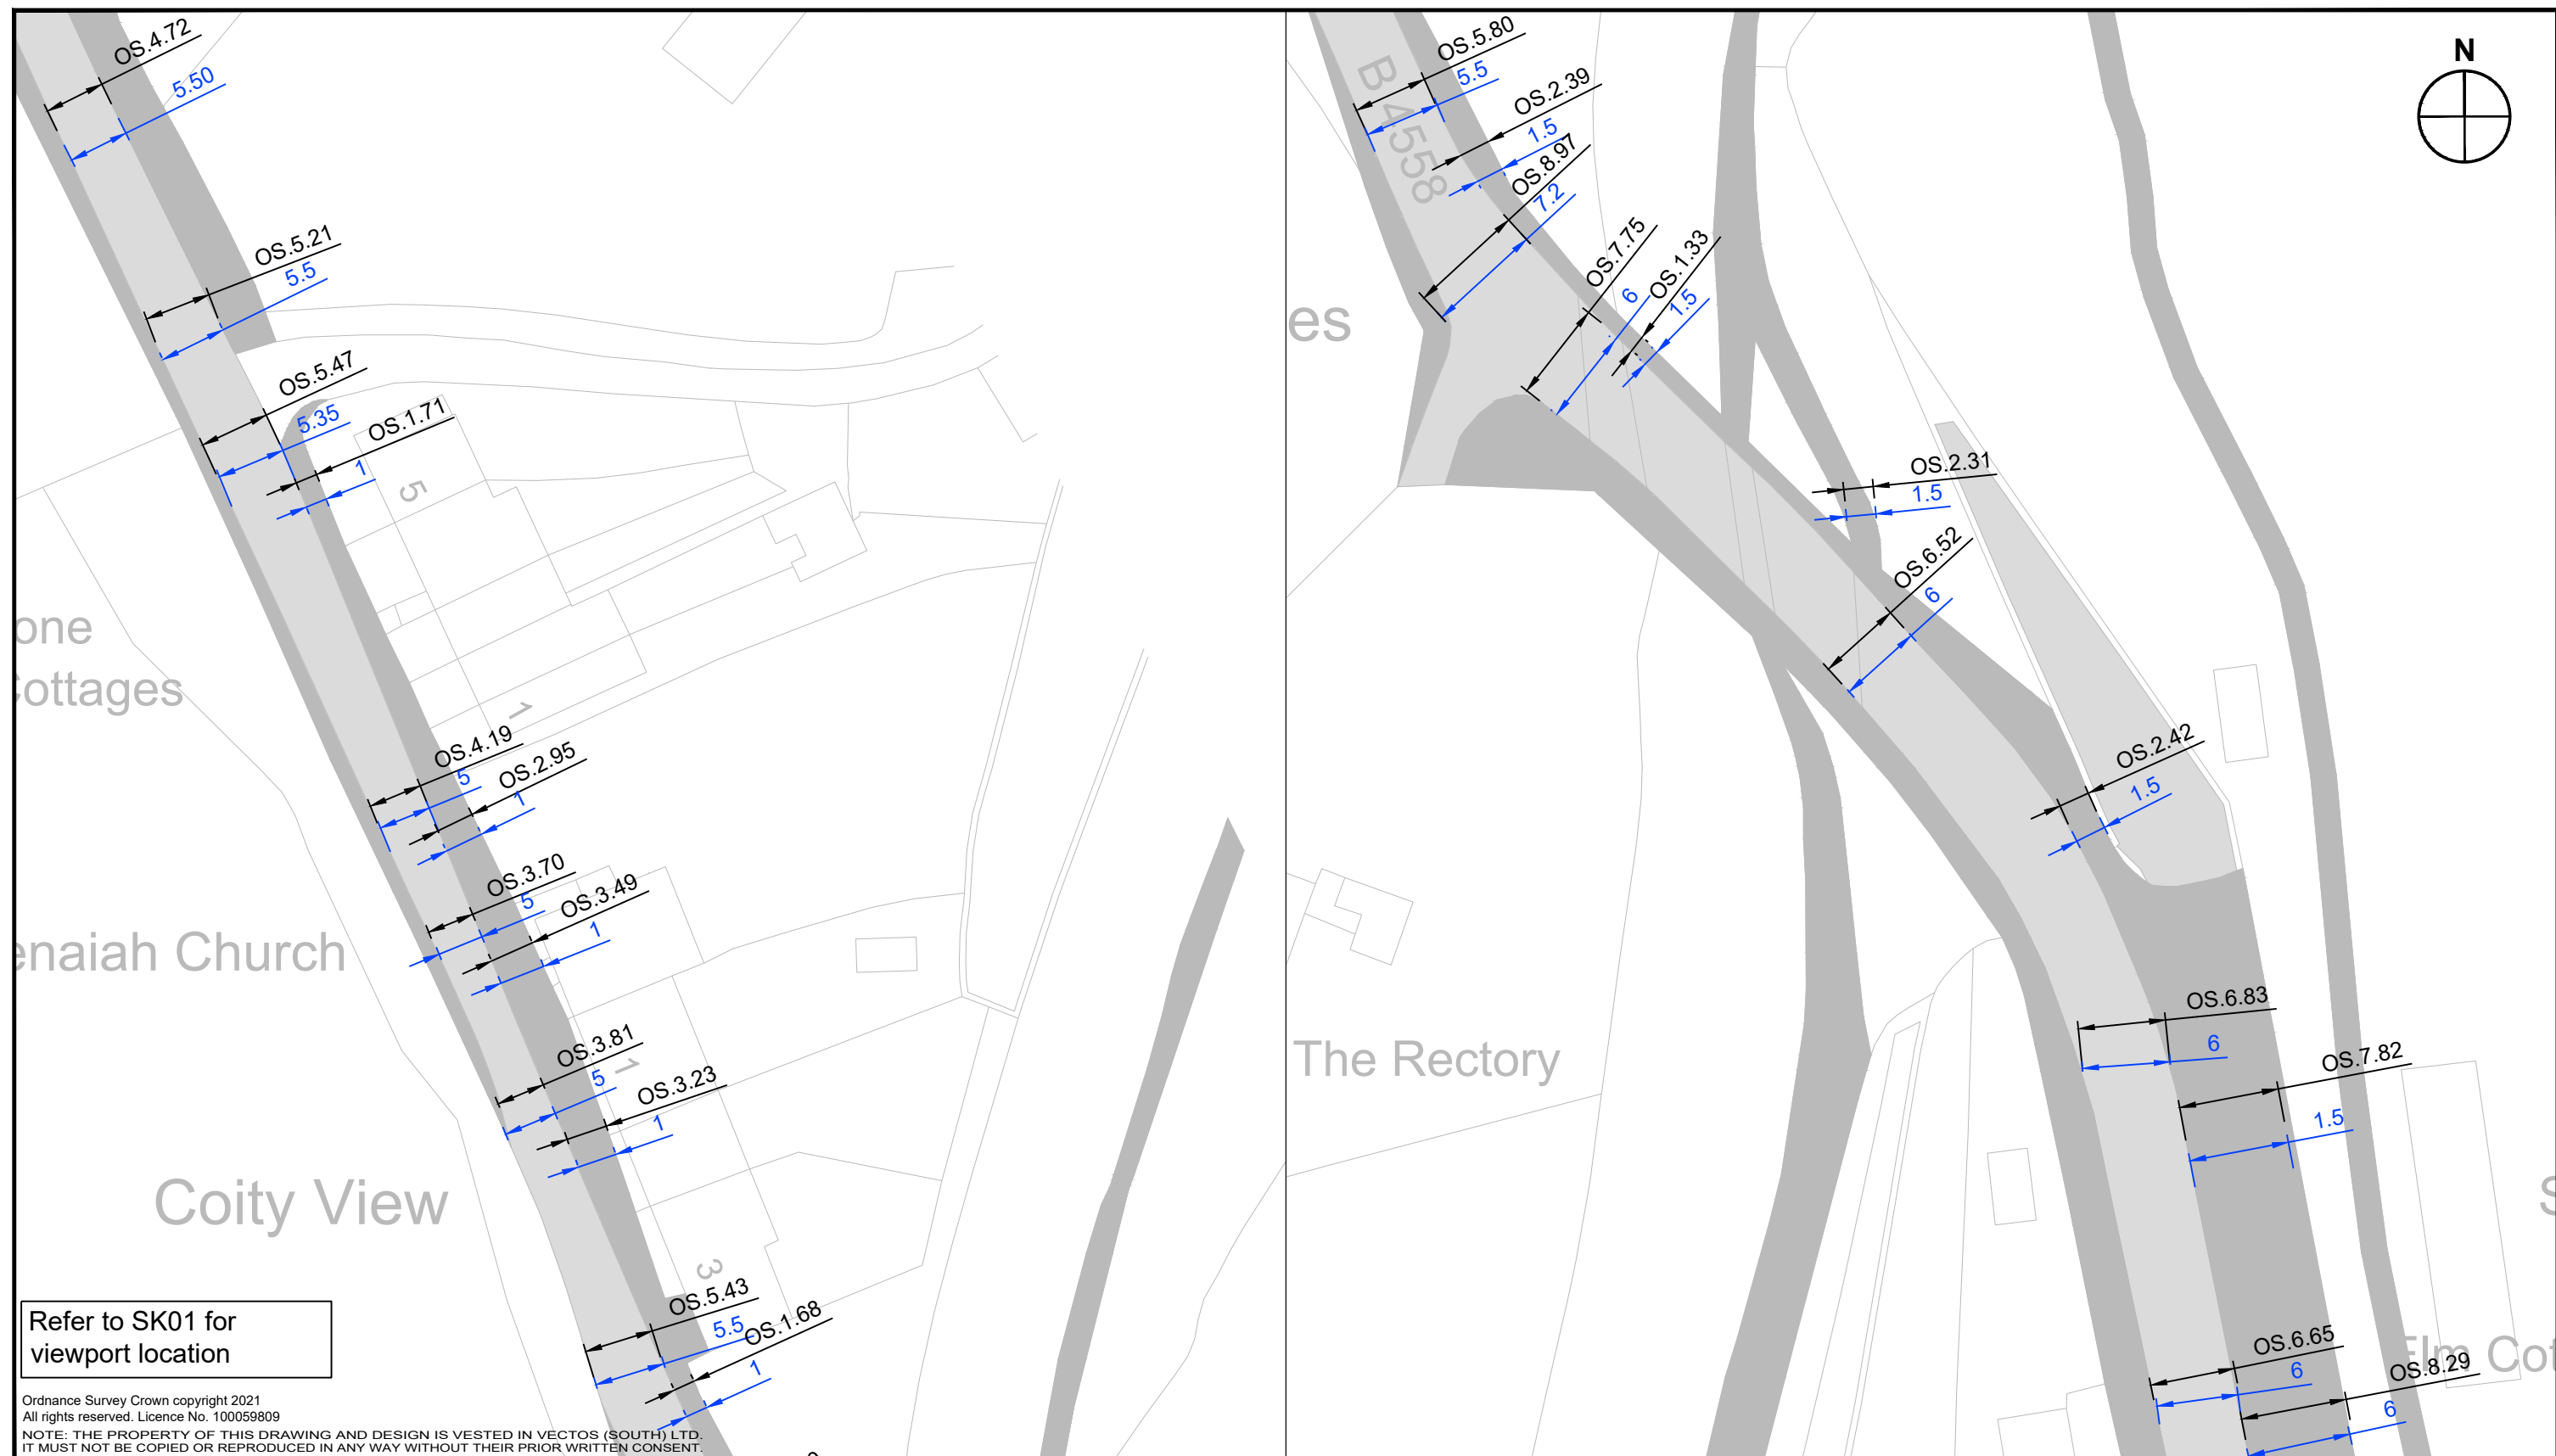 OS.4.72
5.50
OS.5.21
5.5
OS.5.47
5.35
OS.1.71
1
5
one
Cottages
1
OS.4.19
5
OS.2.95
1
OS.3.70
5
OS.3.49
1
enaiah Church
OS.3.81
5
1
OS.3.23
1
Coity View
3
OS.5.43
5.5
OS.1.68
1
Refer to SK01 for
viewport location
Ordnance Survey Crown copyright 2021
All rights reserved. Licence No. 100059809
NOTE: THE PROPERTY OF THIS DRAWING AND DESIGN IS VESTED IN VECTOS (SOUTH) LTD.
IT MUST NOT BE COPIED OR REPRODUCED IN ANY WAY WITHOUT THEIR PRIOR WRITTEN CONSENT.
B 4558
OS.5.80
5.5
OS.2.39
1.5
OS.8.97
7.2
N
es
OS.7.75
6
OS.1.33
1.5
OS.2.31
1.5
OS.6.52
6
OS.2.42
1.5
The Rectory
OS.6.83
6
OS.7.82
1.5
S
OS.6.65
6
Elm Cot
OS.8.29
6